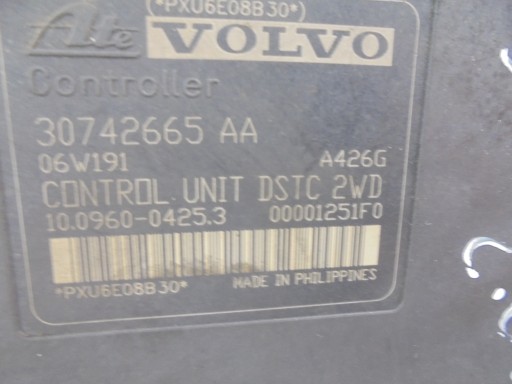 *PXU6E08B30*
Ate VOLVO
Controller
30742665 AA
06W191 A426G
CONTROL UNIT DSTC 2WD
10.0960-0425.3 00001251F0
*PXU6E08B30* MADE IN PHILIPPINES